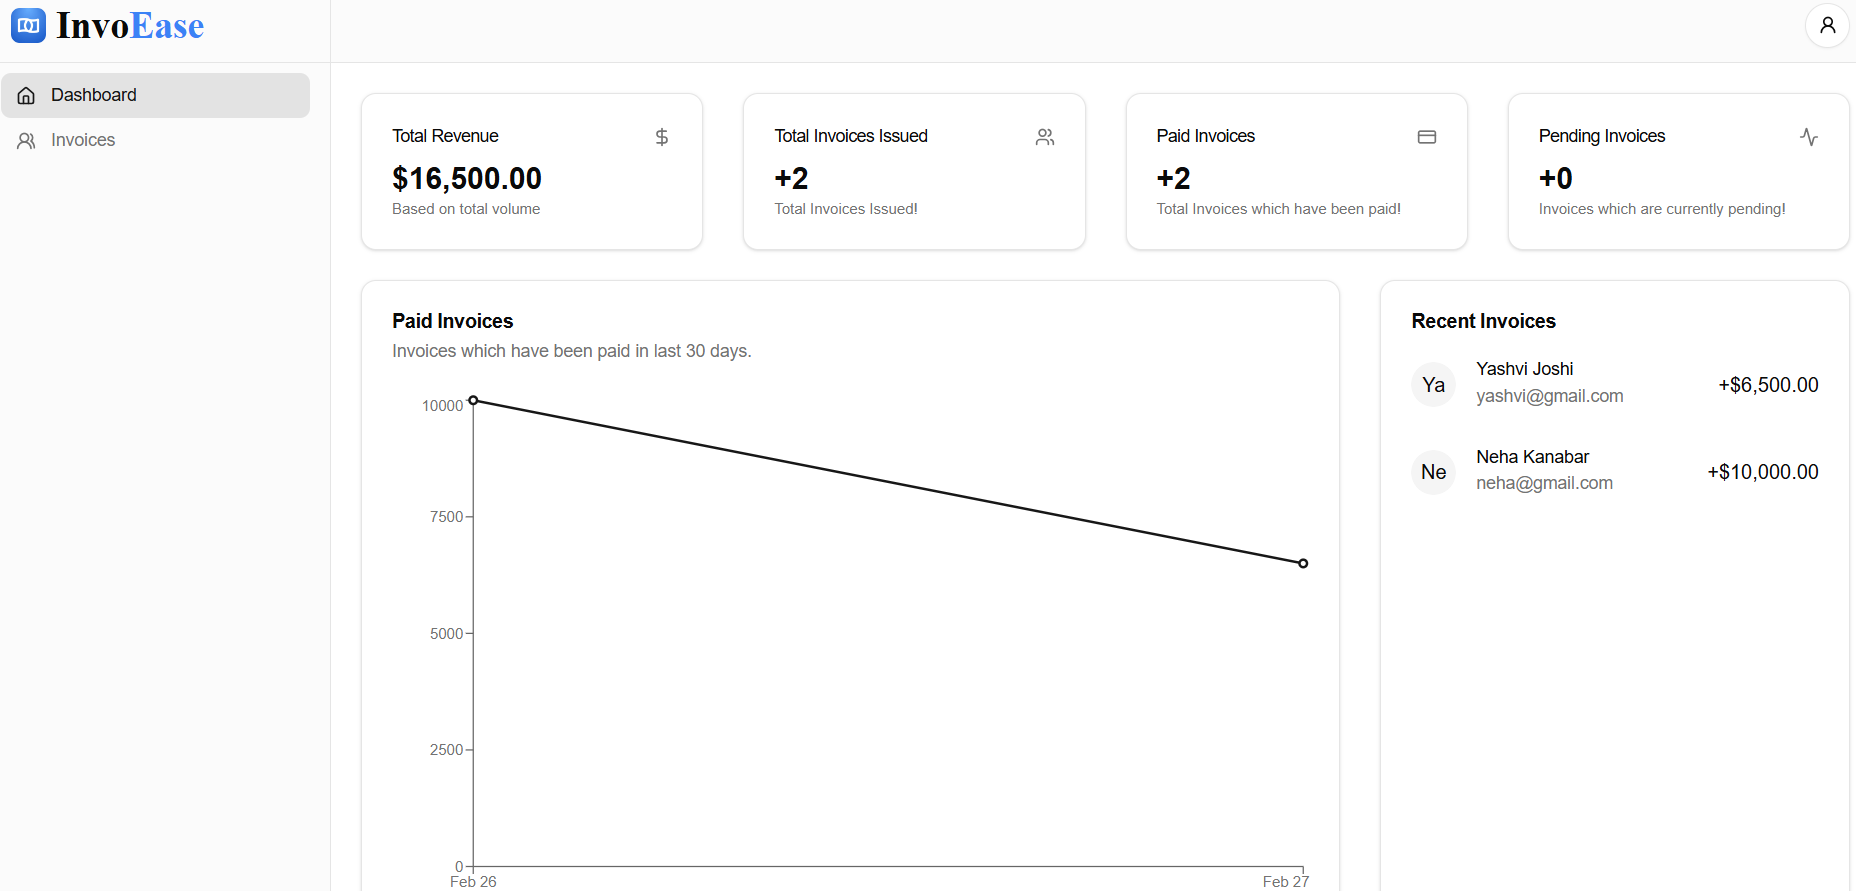 InvoEase
Dashboard
Invoices
Total Revenue
$16,500.00
Based on total volume
Total Invoices Issued
+2
Total Invoices Issued!
Paid Invoices
+2
Total Invoices which have been paid!
Pending Invoices
+0
Invoices which are currently pending!
Paid Invoices
Invoices which have been paid in last 30 days.
10000
7500
5000
2500
0
Feb 26
Feb 27
Recent Invoices
Ya
Yashvi Joshi
yashvi@gmail.com
+$6,500.00
Ne
Neha Kanabar
neha@gmail.com
+$10,000.00